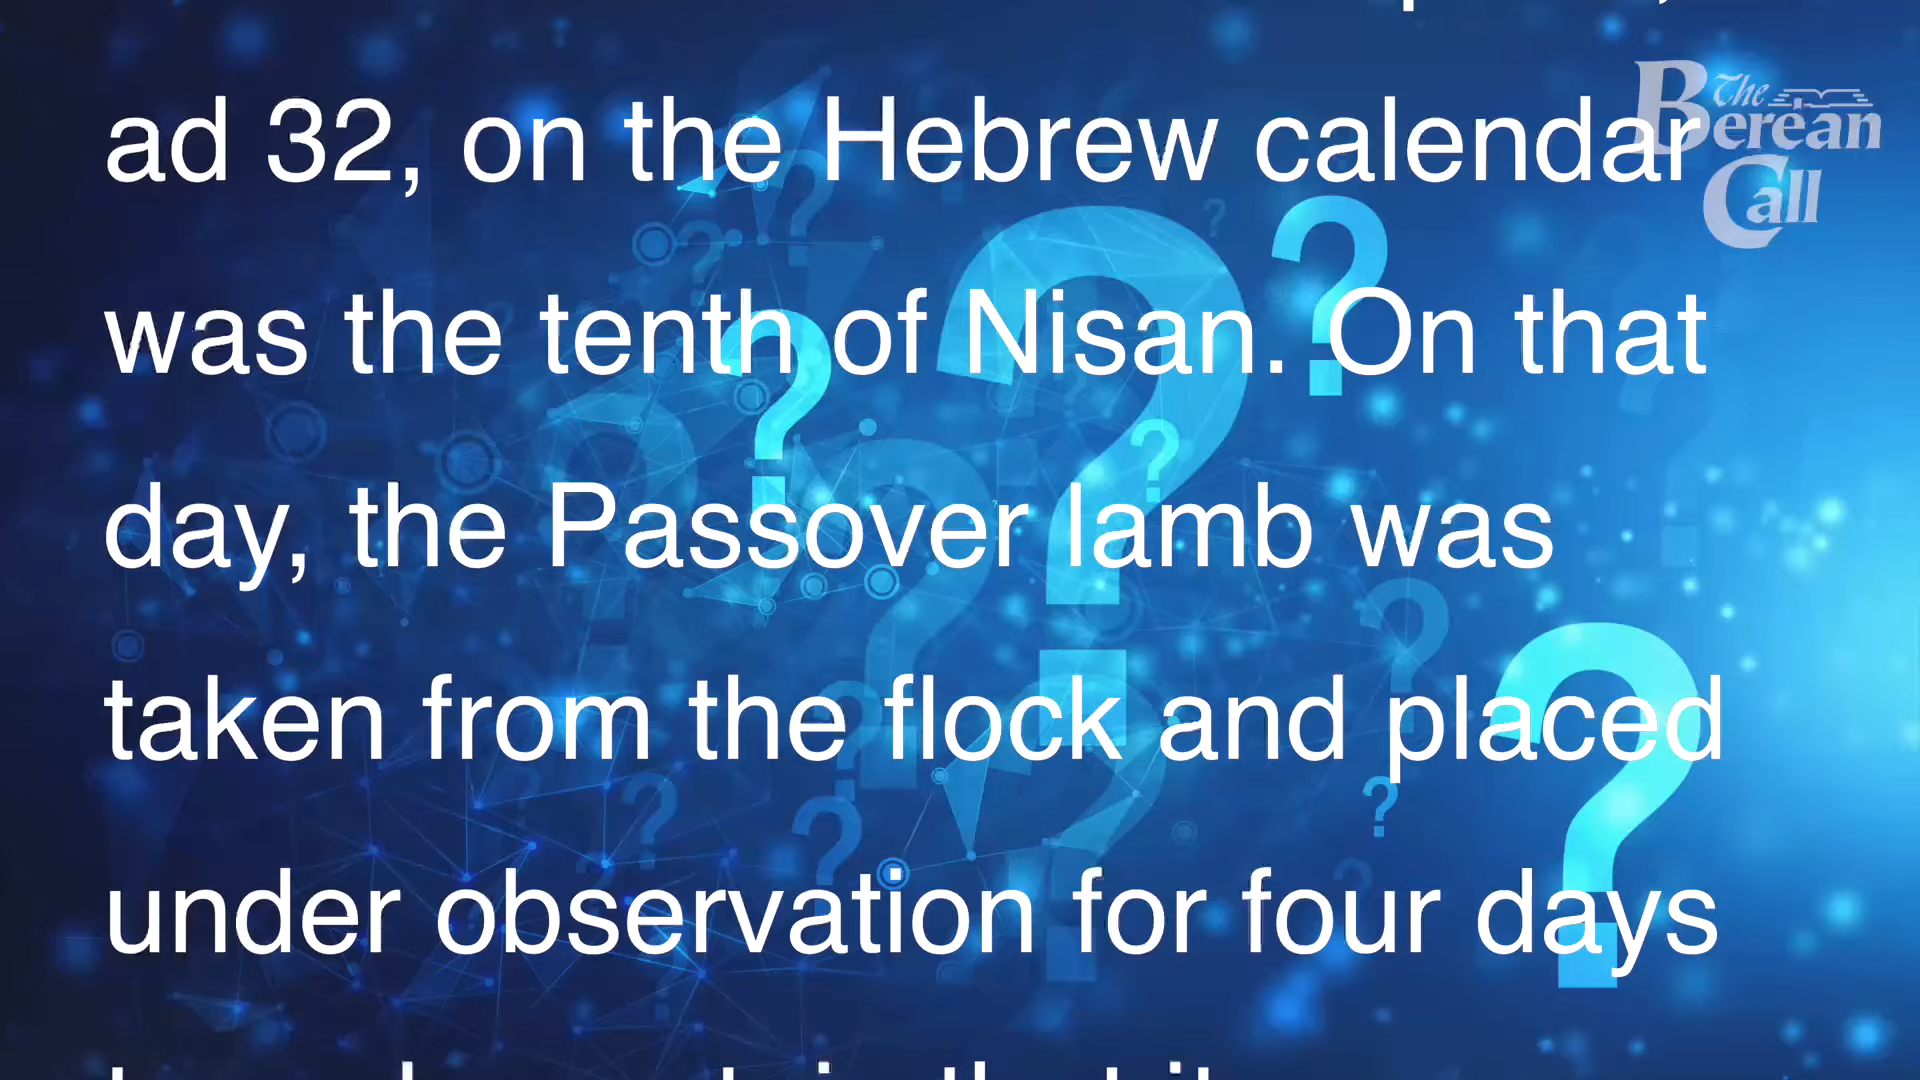 The Berean Call
ad 32, on the Hebrew calendar
was the tenth of Nisan. On that
day, the Passover lamb was
taken from the flock and placed
under observation for four days